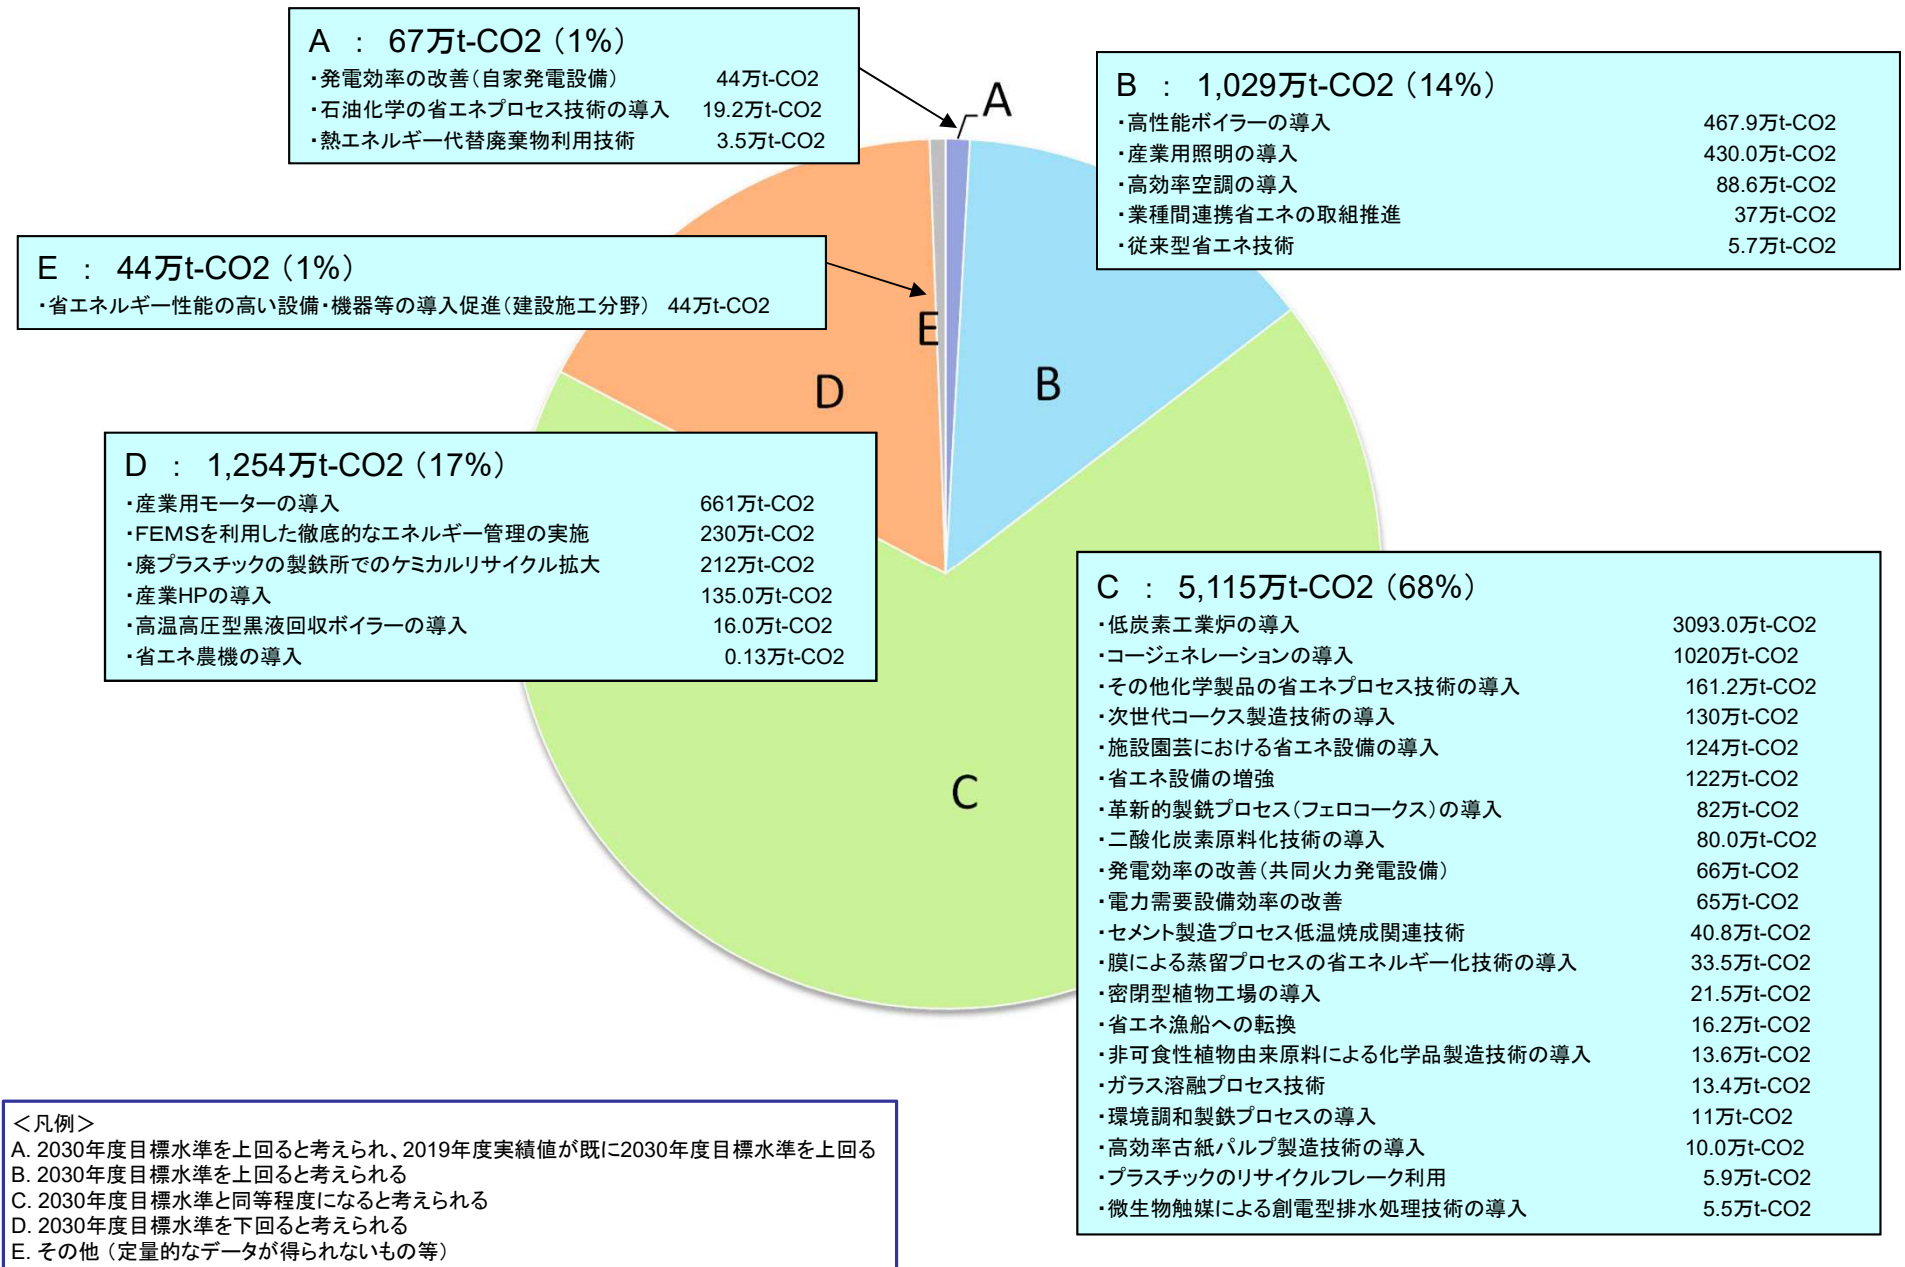 A : 67万t-CO2(1%)
・発電効率の改善(自家発電設備) 44万t-CO2
・石油化学の省エネプロセス技術の導入 19.2万t-CO2
・熱エネルギー代替廃棄物利用技術 3.5万t-CO2
B : 1,029万t-CO2(14%)
・高性能ボイラーの導入 467.9万t-CO2
・産業用照明の導入 430.0万t-CO2
・高効率空調の導入 88.6万t-CO2
・業種間連携省エネの取組推進 37万t-CO2
・従来型省エネ技術 5.7万t-CO2
A
E : 44万t-CO2(1%)
・省エネルギー性能の高い設備・機器等の導入促進(建設施工分野) 44万t-CO2
E
B
D
D : 1,254万t-CO2(17%)
・産業用モーターの導入 661万t-CO2
・FEMSを利用した徹底的なエネルギー管理の実施 230万t-CO2
・廃プラスチックの製鉄所でのケミカルリサイクル拡大 212万t-CO2
・産業HPの導入 135.0万t-CO2
・高温高圧型黒液回収ボイラーの導入 16.0万t-CO2
・省エネ農機の導入 0.13万t-CO2
C
C : 5,115万t-CO2(68%)
・低炭素工業炉の導入 3093.0万t-CO2
・コージェネレーションの導入 1020万t-CO2
・その他化学製品の省エネプロセス技術の導入 161.2万t-CO2
・次世代コークス製造技術の導入 130万t-CO2
・施設園芸における省エネ設備の導入 124万t-CO2
・省エネ設備の増強 122万t-CO2
・革新的製銑プロセス(フェロコークス)の導入 82万t-CO2
・二酸化炭素原料化技術の導入 80.0万t-CO2
・発電効率の改善(共同火力発電設備) 66万t-CO2
・電力需要設備効率の改善 65万t-CO2
・セメント製造プロセス低温焼成関連技術 40.8万t-CO2
・膜による蒸留プロセスの省エネルギー化技術の導入 33.5万t-CO2
・密閉型植物工場の導入 21.5万t-CO2
・省エネ漁船への転換 16.2万t-CO2
・非可食性植物由来原料による化学品製造技術の導入 13.6万t-CO2
・ガラス溶融プロセス技術 13.4万t-CO2
・環境調和製鉄プロセスの導入 11万t-CO2
・高効率古紙パルプ製造技術の導入 10.0万t-CO2
・プラスチックのリサイクルフレーク利用 5.9万t-CO2
・微生物触媒による創電型排水処理技術の導入 5.5万t-CO2
<凡例>
A. 2030年度目標水準を上回ると考えられ、2019年度実績値が既に2030年度目標水準を上回る
B. 2030年度目標水準を上回ると考えられる
C. 2030年度目標水準と同等程度になると考えられる
D. 2030年度目標水準を下回ると考えられる
E. その他(定量的なデータが得られないもの等)